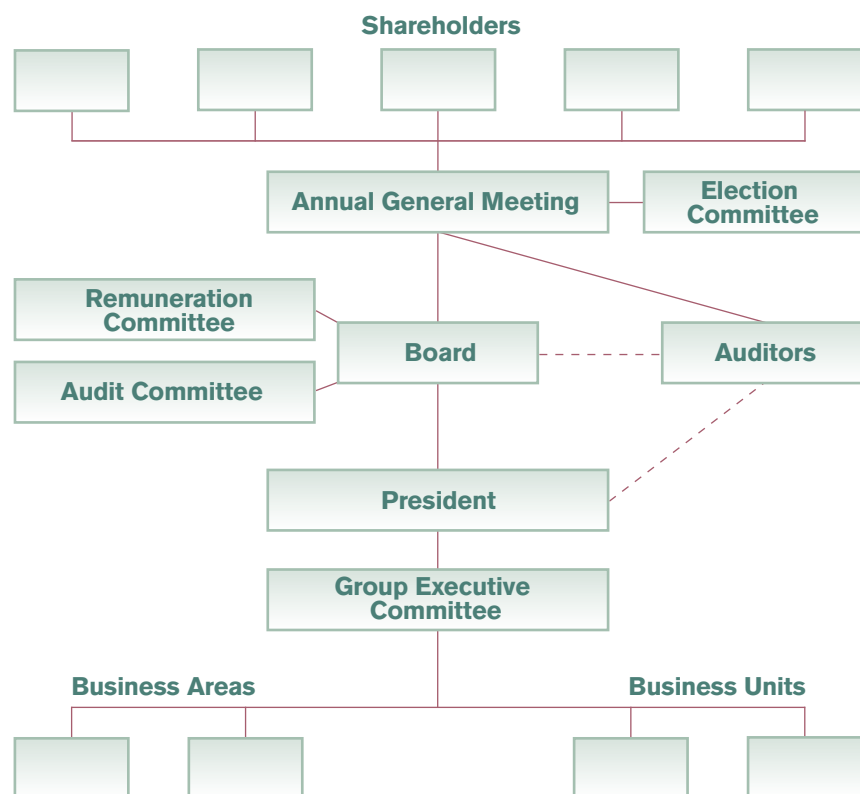 Shareholders
Annual General Meeting
Election
Committee
Remuneration
Committee
Board
Auditors
Audit Committee
President
Group Executive
Committee
Business Areas
Business Units